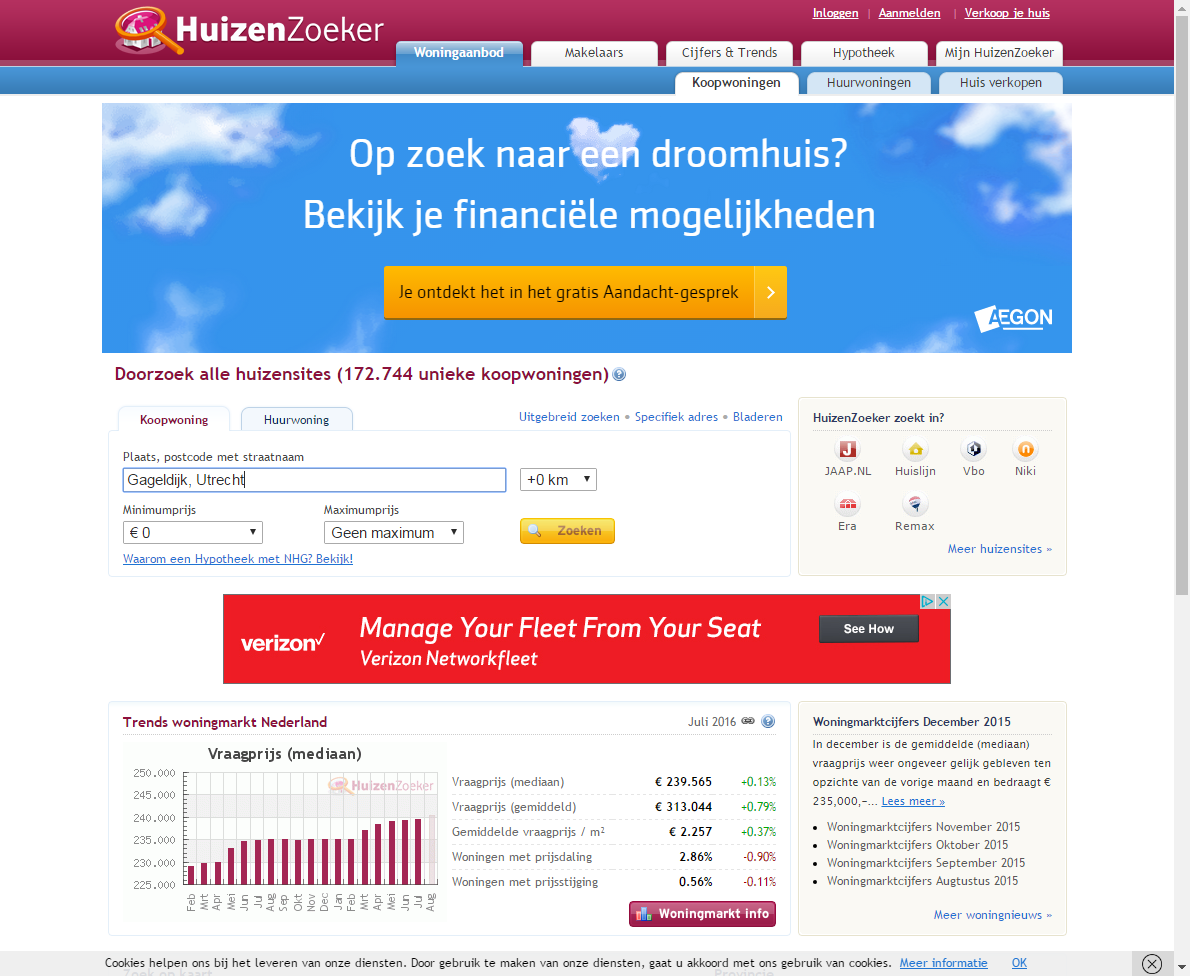 HuizenZoeker
Inloggen | Aanmelden | Verkoop je huis
Woningaanbod Makelaars Cijfers & Trends Hypotheek Mijn HuizenZoeker
Koopwoningen Huurwoningen Huis verkopen
Op zoek naar een droomhuis?
Bekijk je financiële mogelijkheden
Je ontdekt het in het gratis Aandacht-gesprek
AEGON
Doorzoek alle huizensites (172.744 unieke koopwoningen)
Koopwoning Huurwoning
Uitgebreid zoeken • Specifiek adres • Bladeren
Plaats, postcode met straatnaam
Gageldijk, Utrecht +0 km
Minimumprijs Maximumprijs
€ 0 Geen maximum Zoeken
Waarom een Hypotheek met NHG? Bekijk!
HuizenZoeker zoekt in?
JAAP.NL Huislijn Vbo Niki
Era Remax
Meer huizensites »
verizon✓
Manage Your Fleet From Your Seat
Verizon Networkfleet
See How
Trends woningmarkt Nederland
Juli 2016
Vraagprijs (mediaan)
HuizenZoeker
250.000
245.000
240.000
235.000
230.000
225.000
Feb Mrt Apr Mei Jun Jul Aug Sep Okt Nov Dec Jan Feb Mrt Apr Mei Jun Jul Aug
Vraagprijs (mediaan) € 239.565 +0.13%
Vraagprijs (gemiddeld) € 313.044 +0.79%
Gemiddelde vraagprijs / m² € 2.257 +0.37%
Woningen met prijsdaling 2.86% -0.90%
Woningen met prijsstijging 0.56% -0.11%
Woningmarkt info
Woningmarktcijfers December 2015
In december is de gemiddelde (mediaan)
vraagprijs weer ongeveer gelijk gebleven ten
opzichte van de vorige maand en bedraagt €
235,000,-... Lees meer »
• Woningmarktcijfers November 2015
• Woningmarktcijfers Oktober 2015
• Woningmarktcijfers September 2015
• Woningmarktcijfers Augtustus 2015
Meer woningnieuws »
Cookies helpen ons bij het leveren van onze diensten. Door gebruik te maken van onze diensten, gaat u akkoord met ons gebruik van cookies. Meer informatie OK
Zoek op kaart Provincie